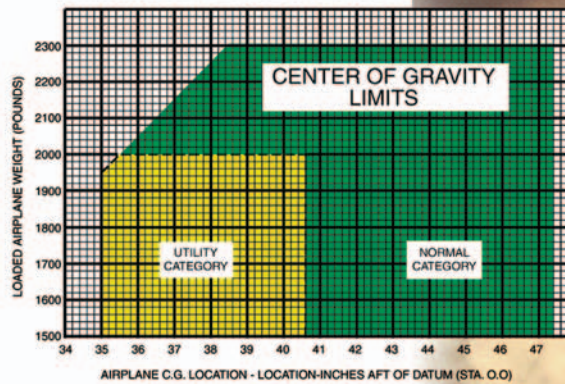 CENTER OF GRAVITY
LIMITS
LOADED AIRPLANE WEIGHT (POUNDS)
2300
2200
2100
2000
1900
1800
1700
1600
1500
UTILITY
CATEGORY
NORMAL
CATEGORY
34 35 36 37 38 39 40 41 42 43 44 45 46 47
AIRPLANE C.G. LOCATION - LOCATION-INCHES AFT OF DATUM (STA. O.O)